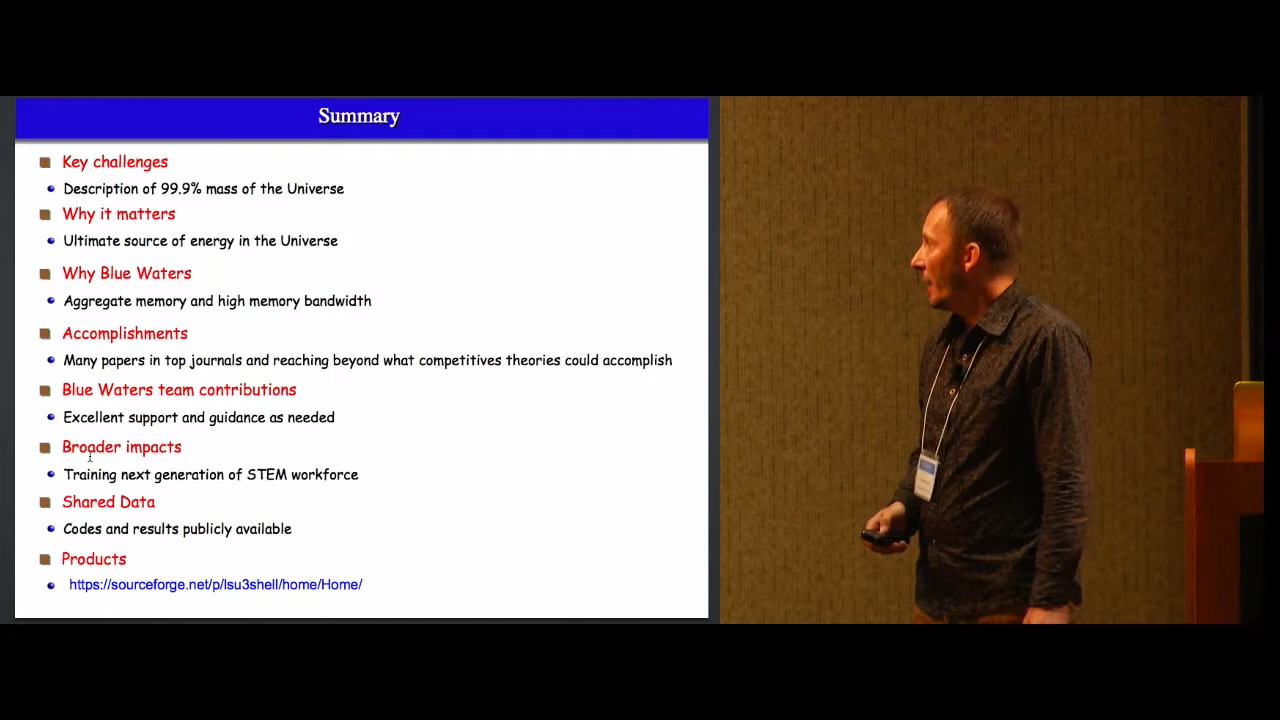 Summary
Key challenges
Description of 99.9% mass of the Universe
Why it matters
Ultimate source of energy in the Universe
Why Blue Waters
Aggregate memory and high memory bandwidth
Accomplishments
Many papers in top journals and reaching beyond what competitives theories could accomplish
Blue Waters team contributions
Excellent support and guidance as needed
Broader impacts
Training next generation of STEM workforce
Shared Data
Codes and results publicly available
Products
https://sourceforge.net/p/lsu3shell/home/Home/